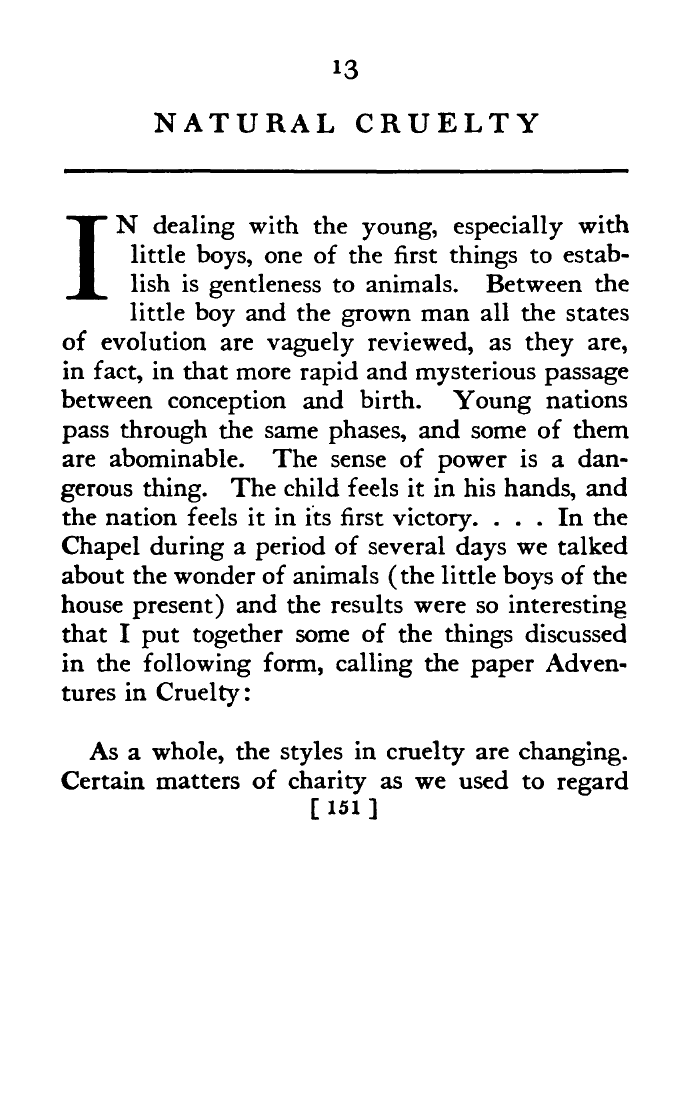 13
NATURAL CRUELTY
IN dealing with the young, especially with
little boys, one of the first things to estab-
lish is gentleness to animals. Between the
little boy and the grown man all the states
of evolution are vaguely reviewed, as they are,
in fact, in that more rapid and mysterious passage
between conception and birth. Young nations
pass through the same phases, and some of them
are abominable. The sense of power is a dan-
gerous thing. The child feels it in his hands, and
the nation feels it in its first victory. . . . In the
Chapel during a period of several days we talked
about the wonder of animals (the little boys of the
house present) and the results were so interesting
that I put together some of the things discussed
in the following form, calling the paper Adven-
tures in Cruelty:
As a whole, the styles in cruelty are changing.
Certain matters of charity as we used to regard
[ 151 ]